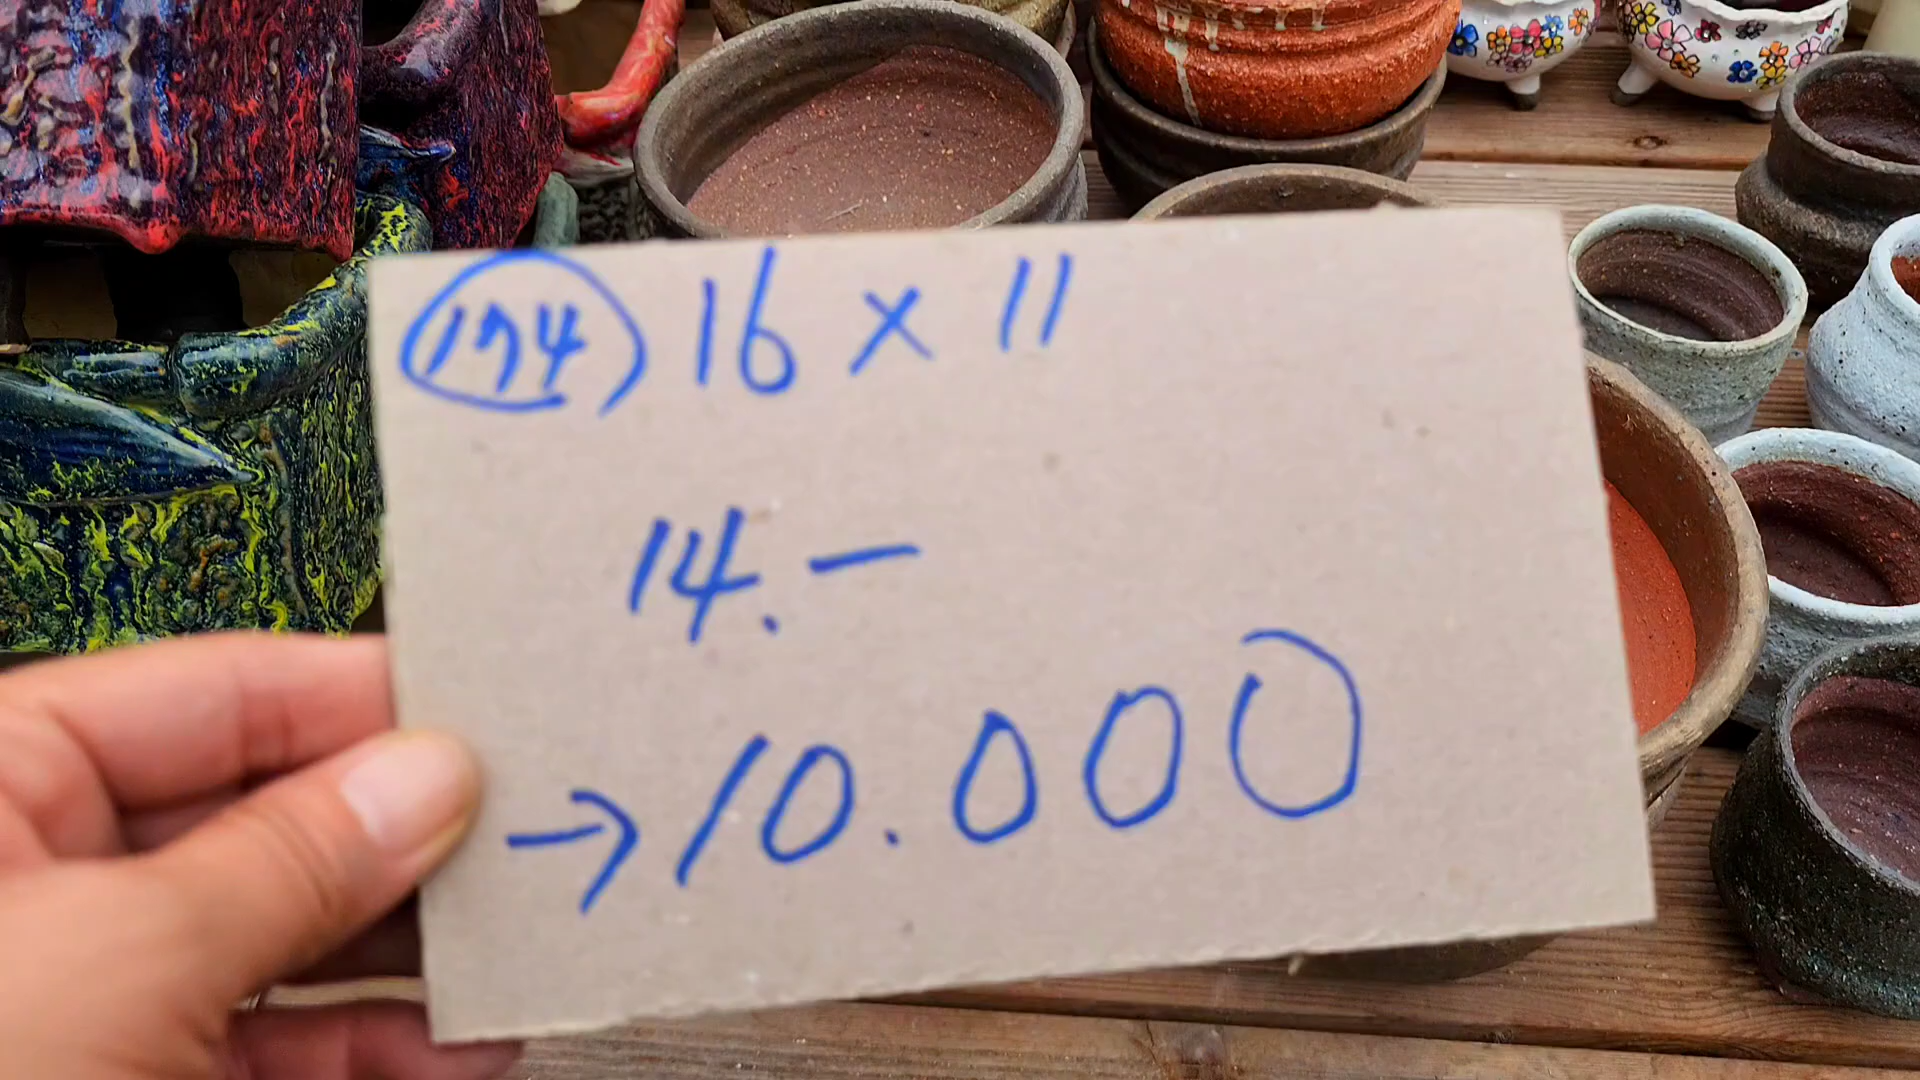 174 16 × 11
14.-
→ 10.000